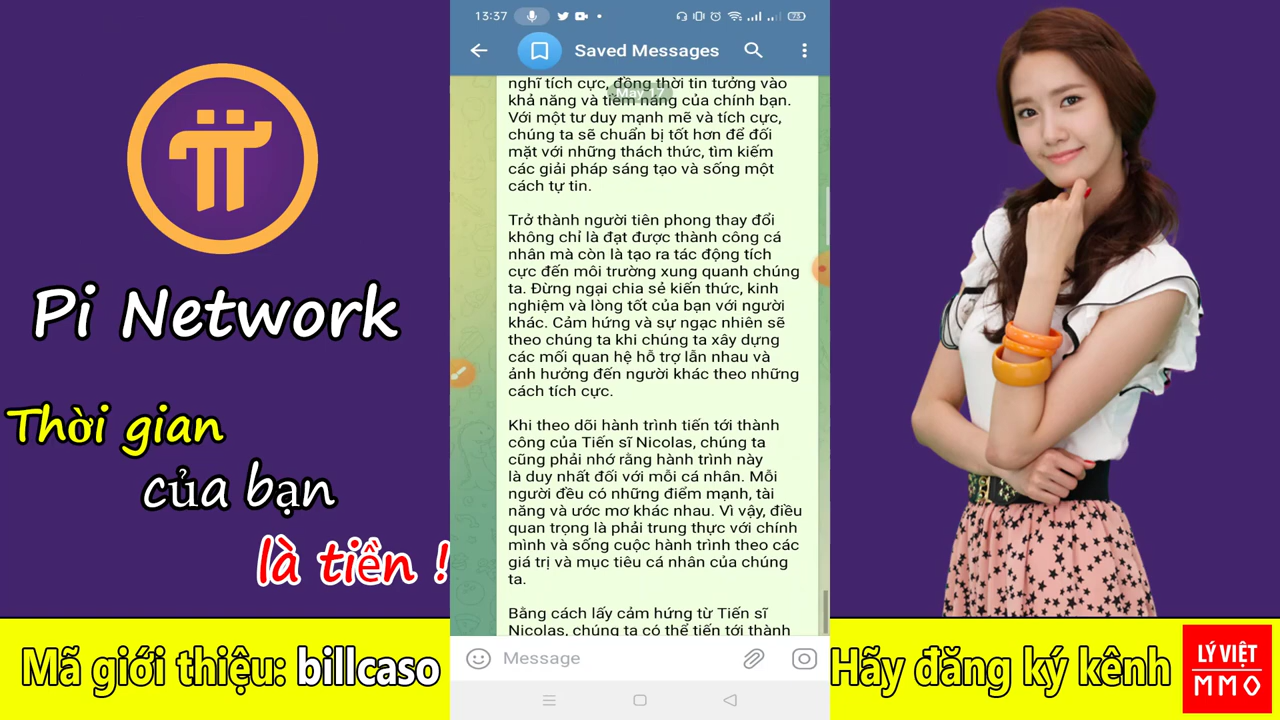 Pi Network
Thời gian
của bạn
là tiền !
Mã giới thiệu: billcaso
13:37
73
Saved Messages
May 17
nghĩ tích cực, đồng thời tin tưởng vào
khả năng và tiềm năng của chính bạn.
Với một tư duy mạnh mẽ và tích cực,
chúng ta sẽ chuẩn bị tốt hơn để đối
mặt với những thách thức, tìm kiếm
các giải pháp sáng tạo và sống một
cách tự tin.
Trở thành người tiên phong thay đổi
không chỉ là đạt được thành công cá
nhân mà còn là tạo ra tác động tích
cực đến môi trường xung quanh chúng
ta. Đừng ngại chia sẻ kiến thức, kinh
nghiệm và lòng tốt của bạn với người
khác. Cảm hứng và sự ngạc nhiên sẽ
theo chúng ta khi chúng ta xây dựng
các mối quan hệ hỗ trợ lẫn nhau và
ảnh hưởng đến người khác theo những
cách tích cực.
Khi theo dõi hành trình tiến tới thành
công của Tiến sĩ Nicolas, chúng ta
cũng phải nhớ rằng hành trình này
là duy nhất đối với mỗi cá nhân. Mỗi
người đều có những điểm mạnh, tài
năng và ước mơ khác nhau. Vì vậy, điều
quan trọng là phải trung thực với chính
mình và sống cuộc hành trình theo các
giá trị và mục tiêu cá nhân của chúng
ta.
Bằng cách lấy cảm hứng từ Tiến sĩ
Nicolas, chúng ta có thể tiến tới thành
Message
Hãy đăng ký kênh
LÝ VIỆT
MMO